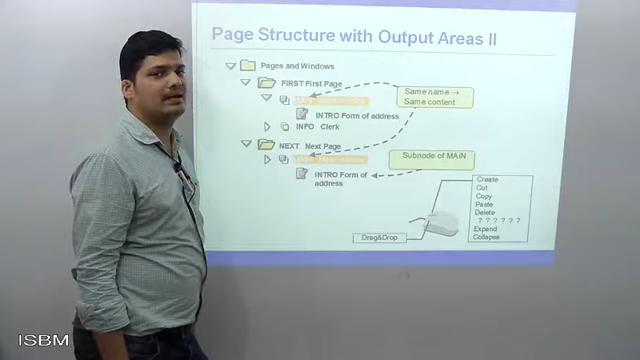 Page Structure with Output Areas II
Pages and Windows
FIRST First Page
INTRO Form of address
INFO Clerk
NEXT Next Page
INTRO Form of
address
Same name →
Same content
Subnode of MAIN
Create
Cut
Copy
Paste
Delete
? ? ? ? ? ?
Expand
Collapse
Drag&Drop
ISBM